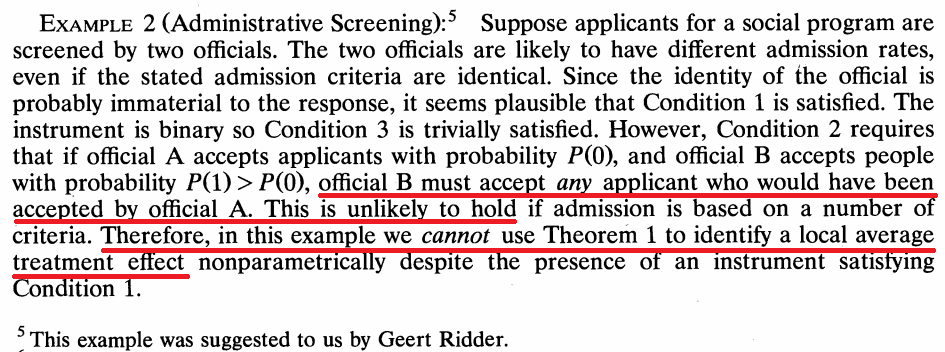 EXAMPLE 2 (Administrative Screening):⁵ Suppose applicants for a social program are
screened by two officials. The two officials are likely to have different admission rates,
even if the stated admission criteria are identical. Since the identity of the official is
probably immaterial to the response, it seems plausible that Condition 1 is satisfied. The
instrument is binary so Condition 3 is trivially satisfied. However, Condition 2 requires
that if official A accepts applicants with probability P(0), and official B accepts people
with probability P(1) > P(0), official B must accept any applicant who would have been
accepted by official A. This is unlikely to hold if admission is based on a number of
criteria. Therefore, in this example we cannot use Theorem 1 to identify a local average
treatment effect nonparametrically despite the presence of an instrument satisfying
Condition 1.
⁵ This example was suggested to us by Geert Ridder.